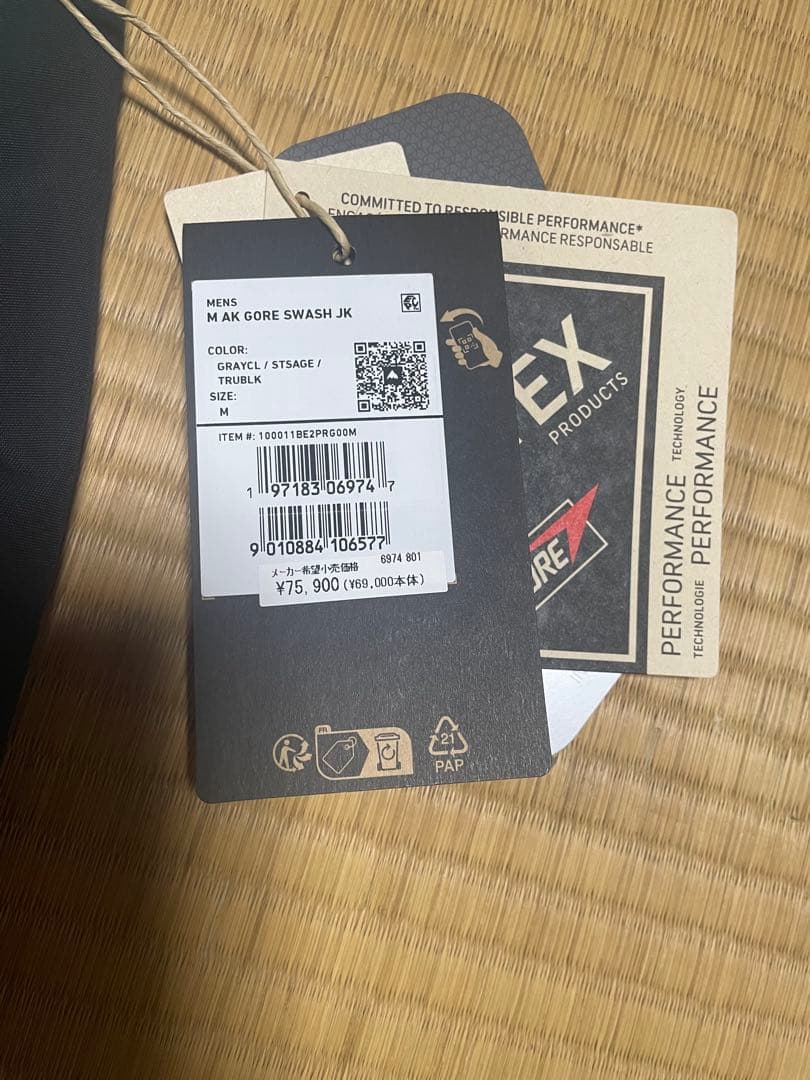 COMMITTED TO RESPONSIBLE PERFORMANCE*
RMANCE RESPONSABLE
MENS
M AK GORE SWASH JK
COLOR:
GRAYCL / STSAGE /
TRUBLK
SIZE:
M
ITEM #: 100011BE2PRG00M
1 97183 06974 7
9 010884 106577
6974 801
メーカー希望小売価格
¥75,900(¥69,000本体)
FR
21
PAP
EX
PRODUCTS
ORE
PERFORMANCE TECHNOLOGY
TECHNOLOGIE PERFORMANCE